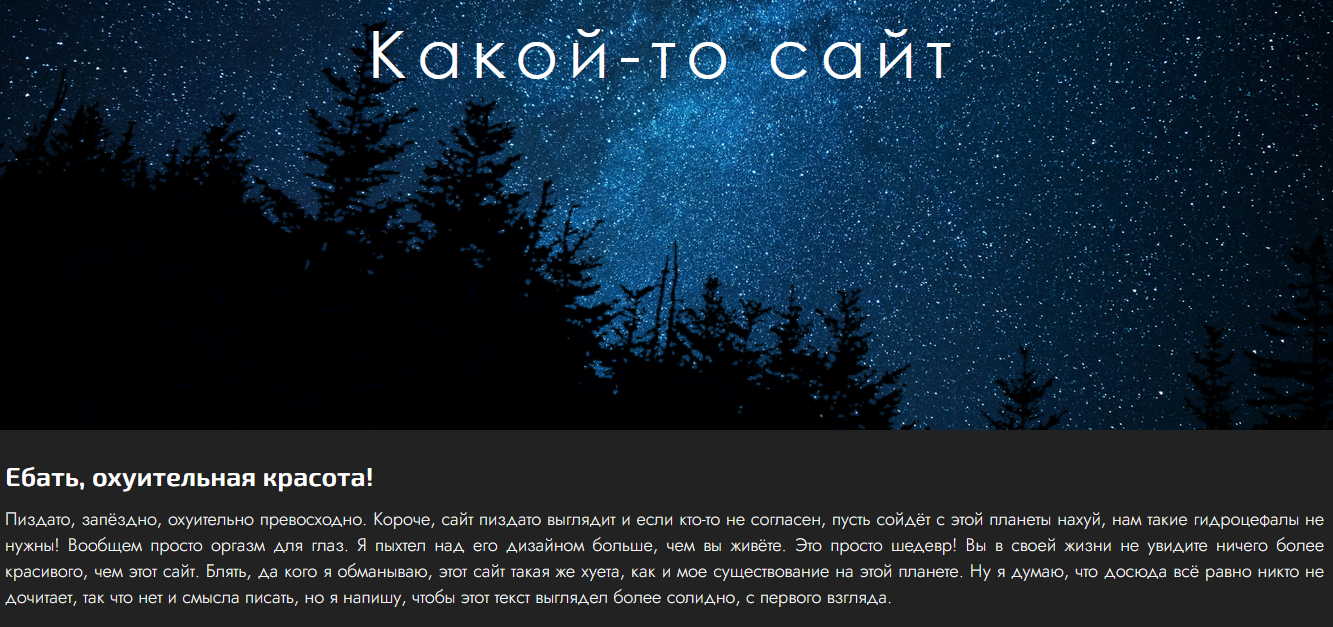 Какой-то сайт
Ебать, охуительная красота!
Пиздато, запёздно, охуительно превосходно. Короче, сайт пиздато выглядит и если кто-то не согласен, пусть сойдёт с этой планеты нахуй, нам такие гидроцефалы не
нужны! Вообщем просто оргазм для глаз. Я пыхтел над его дизайном больше, чем вы живёте. Это просто шедевр! Вы в своей жизни не увидите ничего более
красивого, чем этот сайт. Блять, да кого я обманываю, этот сайт такая же хуета, как и мое существование на этой планете. Ну я думаю, что досюда всё равно никто не
дочитает, так что нет и смысла писать, но я напишу, чтобы этот текст выглядел более солидно, с первого взгляда.